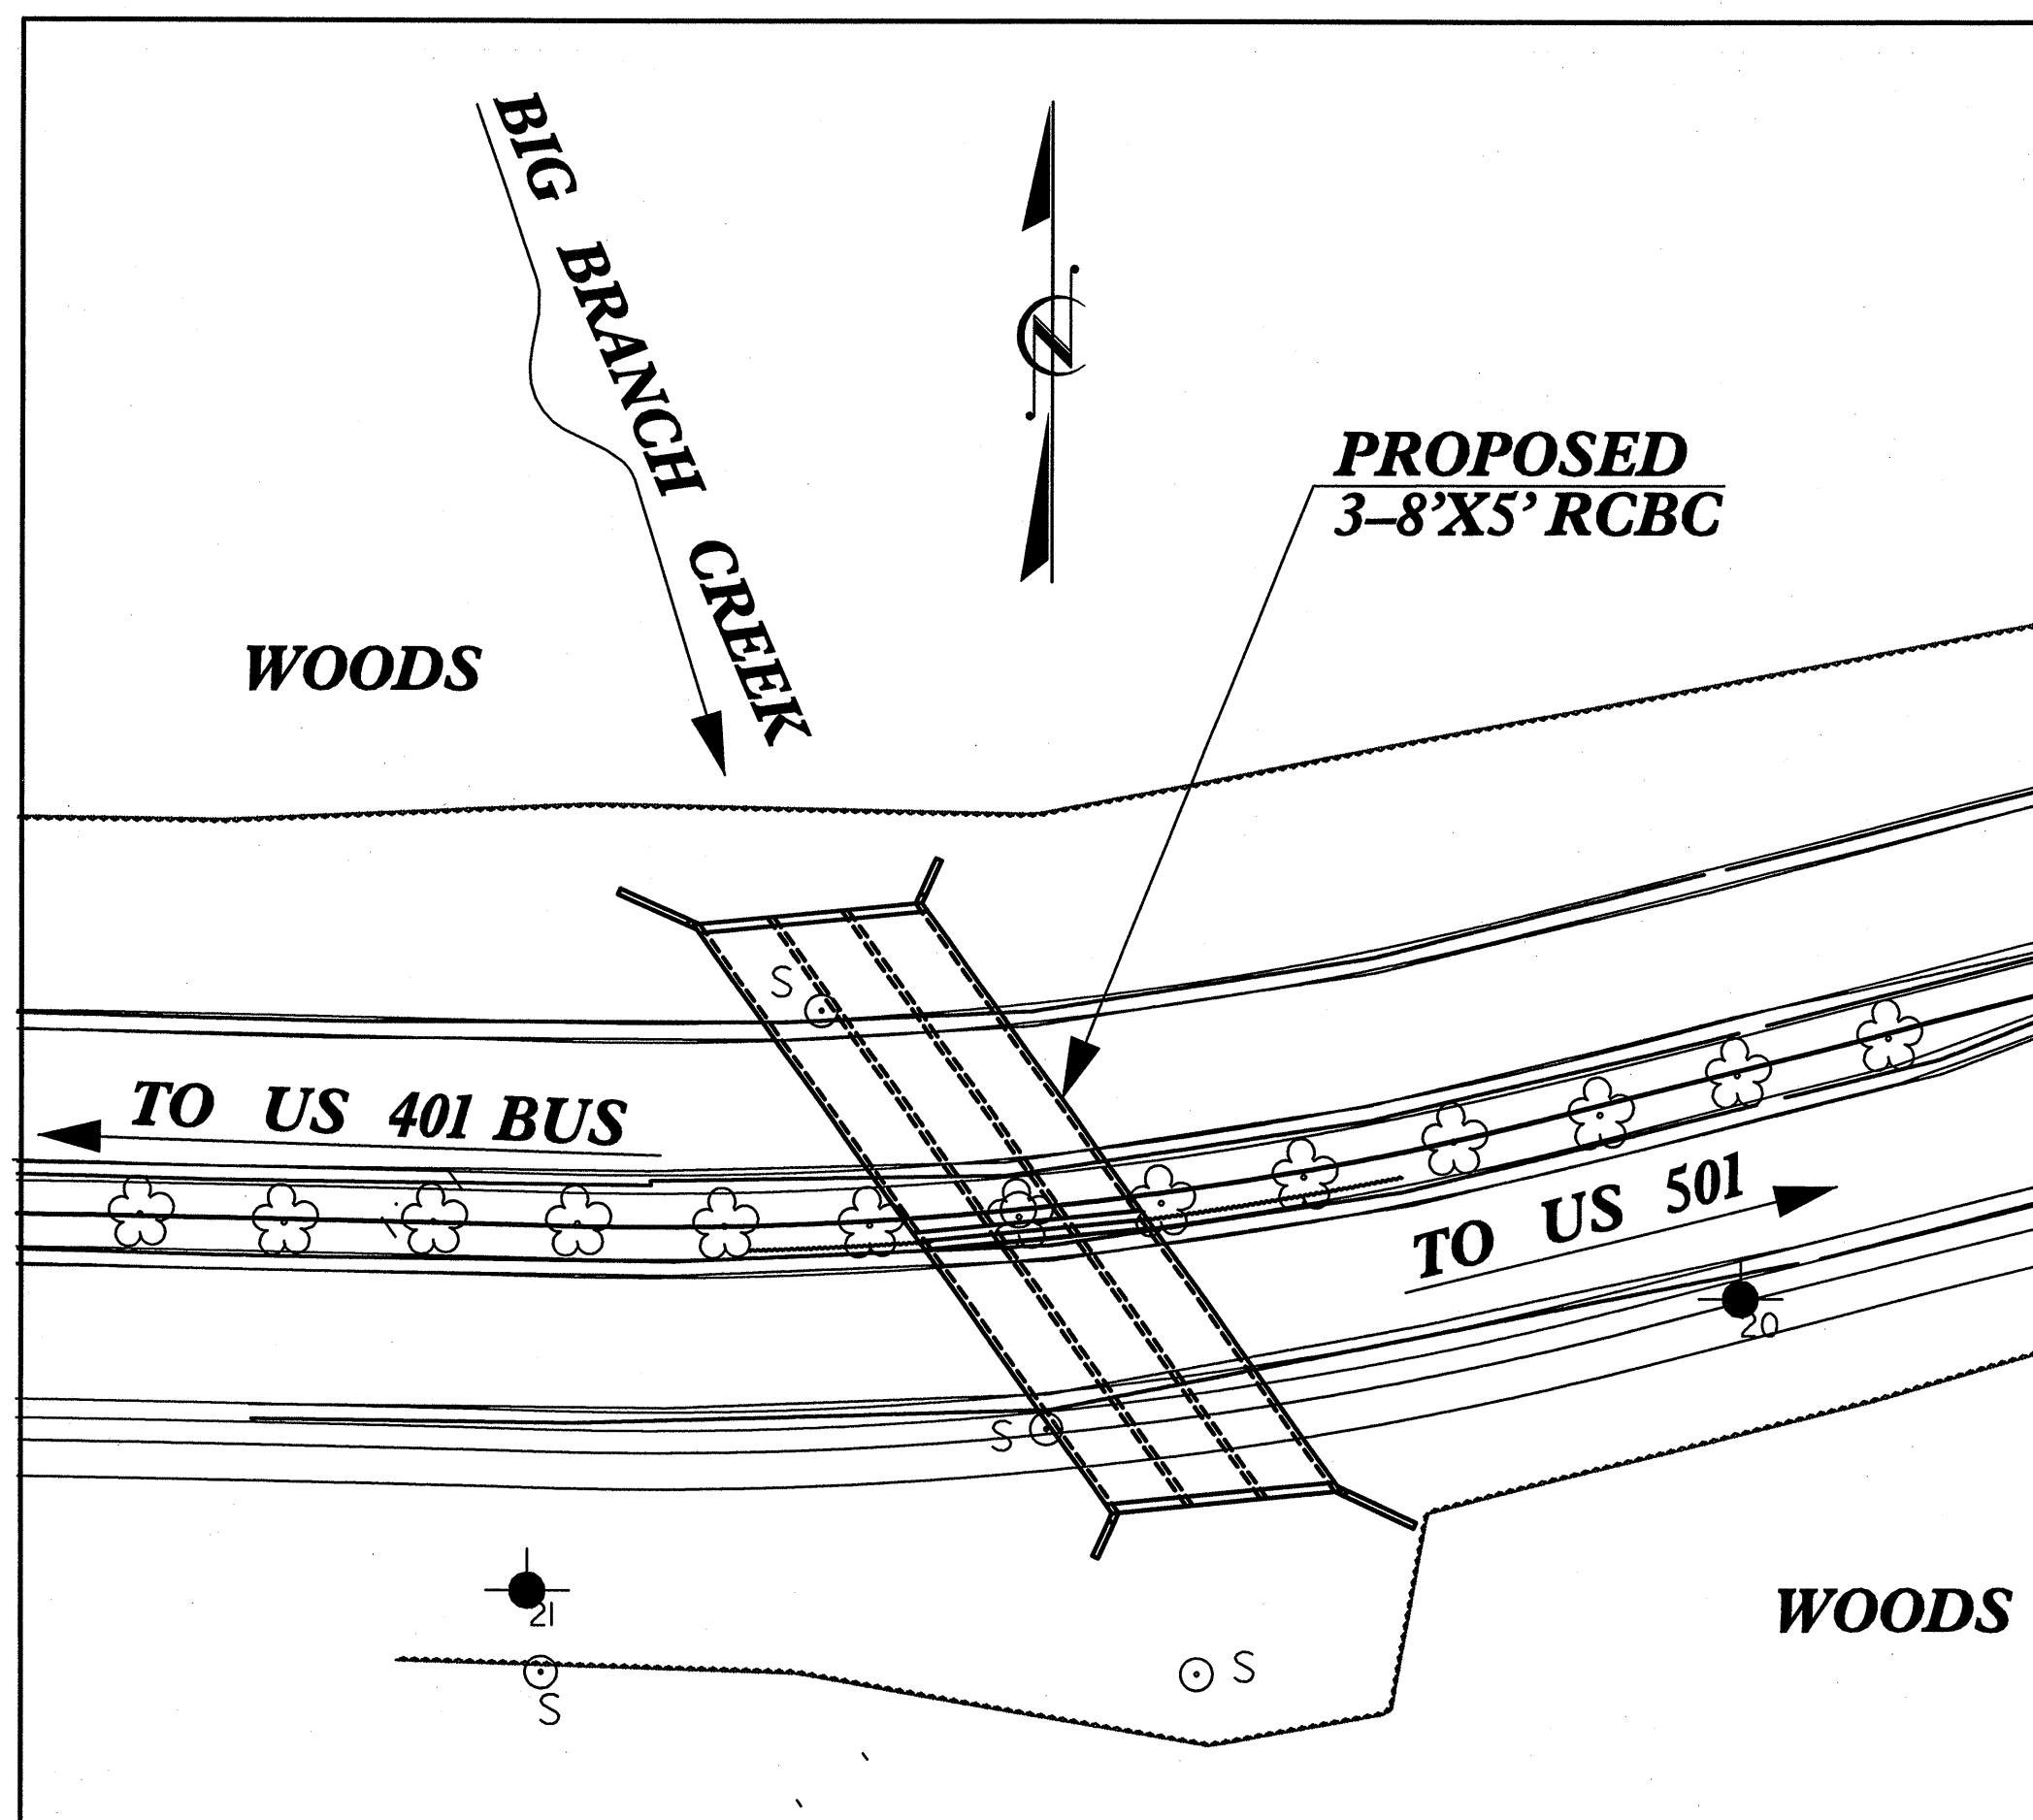 BIG BRANCH CREEK
N
PROPOSED
3–8'X5' RCBC
WOODS
S
TO US 401 BUS
TO US 501
20
S
21
WOODS
S
S